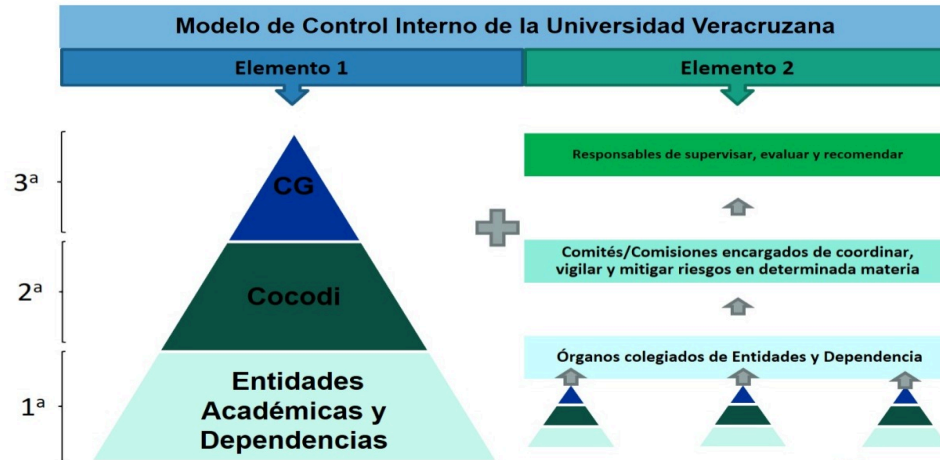 Modelo de Control Interno de la Universidad Veracruzana
Elemento 1
Elemento 2
3ª
CG
Responsables de supervisar, evaluar y recomendar
2ª
Cocodi
Comités/Comisiones encargados de coordinar,
vigilar y mitigar riesgos en determinada materia
1ª
Entidades
Académicas y
Dependencias
Órganos colegiados de Entidades y Dependencia